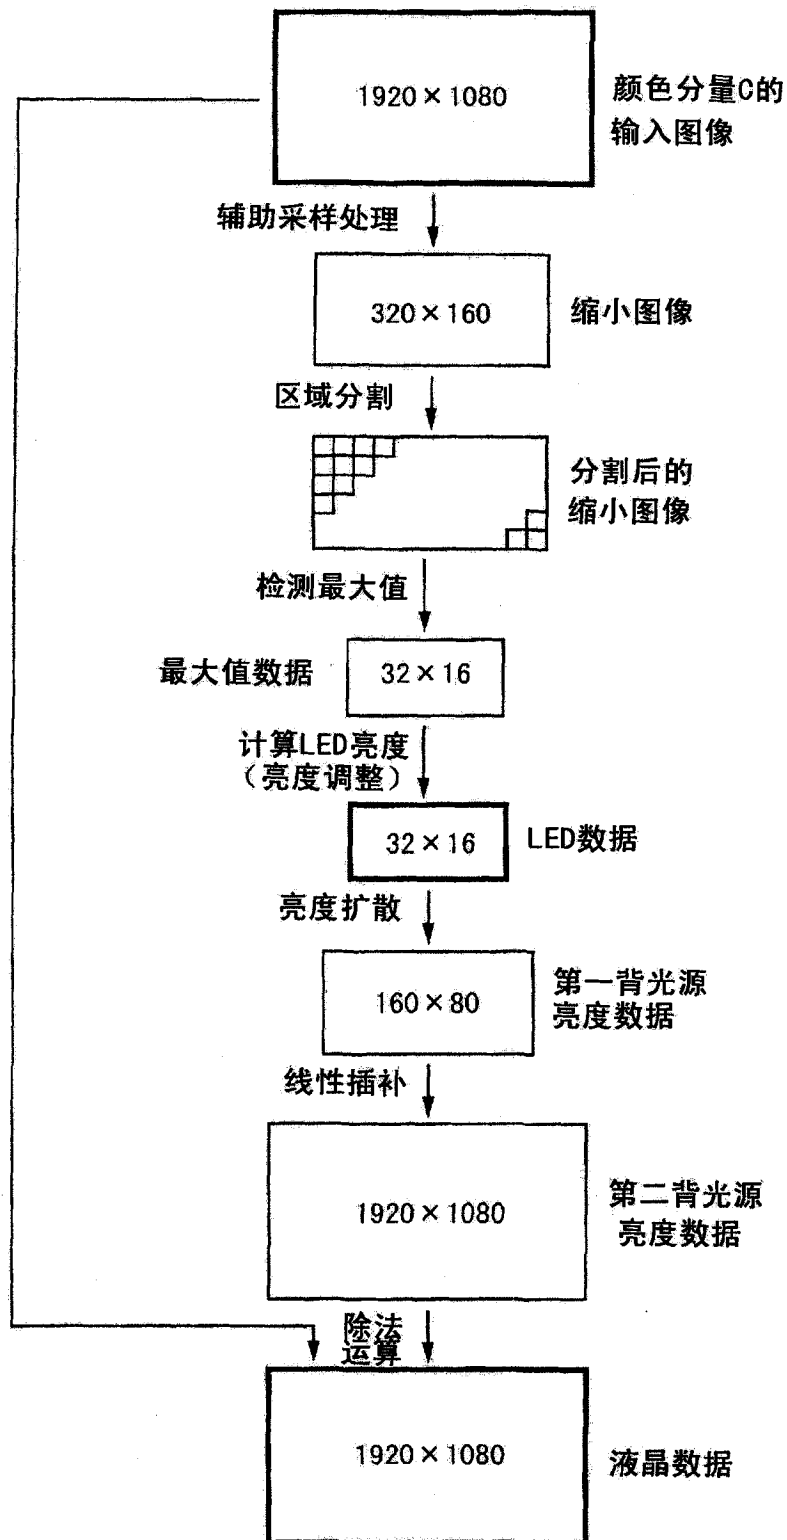 1920×1080
颜色分量C的
输入图像
辅助采样处理
320×160
缩小图像
区域分割
分割后的
缩小图像
检测最大值
最大值数据
32×16
计算LED亮度
（亮度调整）
32×16
LED数据
亮度扩散
160×80
第一背光源
亮度数据
线性插补
1920×1080
第二背光源
亮度数据
除法
运算
1920×1080
液晶数据